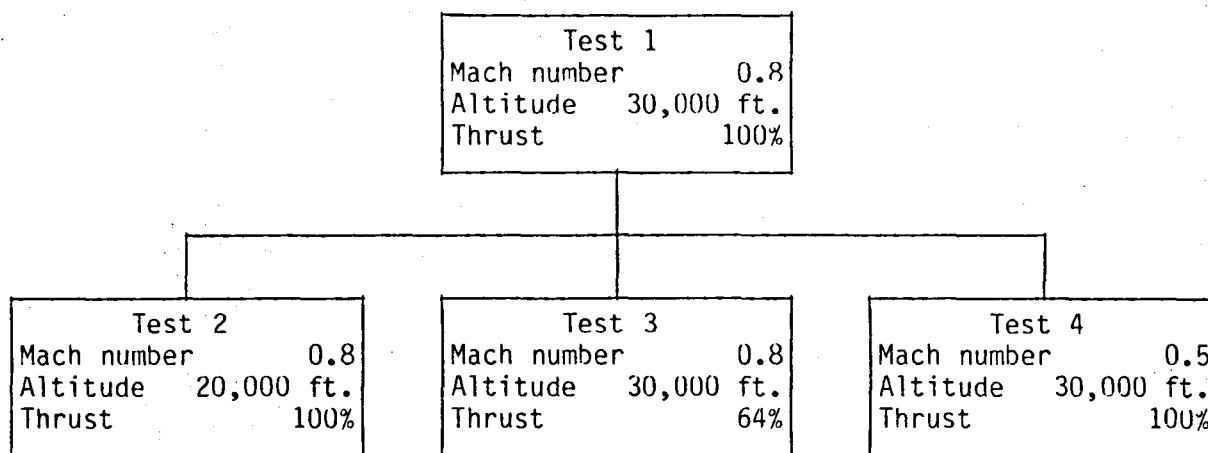 Test 1
Mach number 0.8
Altitude 30,000 ft.
Thrust 100%
Test 2
Mach number 0.8
Altitude 20,000 ft.
Thrust 100%
Test 3
Mach number 0.8
Altitude 30,000 ft.
Thrust 64%
Test 4
Mach number 0.5
Altitude 30,000 ft.
Thrust 100%